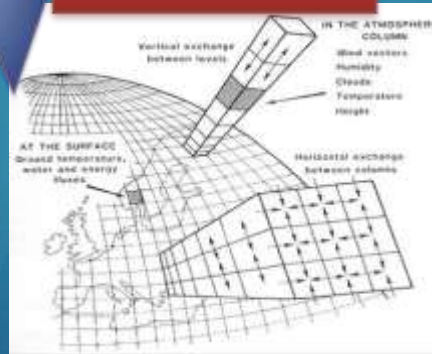 IN THE ATMOSPHERIC
COLUMN
Wind vectors
Humidity
Clouds
Temperature
Height
Vertical exchange
between levels
AT THE SURFACE
Ground temperature,
water and energy
fluxes
Horizontal exchange
between columns